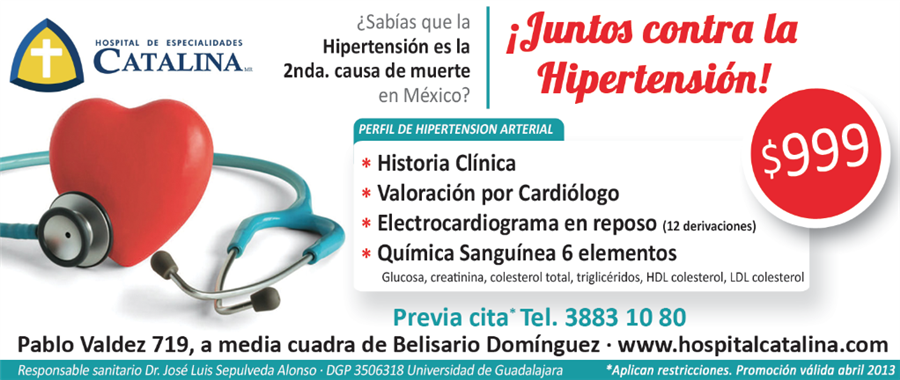 HOSPITAL DE ESPECIALIDADES
CATALINA
¿Sabías que la
Hipertensión es la
2nda. causa de muerte
en México?
¡Juntos contra la
Hipertensión!
PERFIL DE HIPERTENSION ARTERIAL
* Historia Clínica
* Valoración por Cardiólogo
* Electrocardiograma en reposo (12 derivaciones)
* Química Sanguínea 6 elementos
Glucosa, creatinina, colesterol total, triglicéridos, HDL colesterol, LDL colesterol
$999
Previa cita* Tel. 3883 10 80
Pablo Valdez 719, a media cuadra de Belisario Domínguez · www.hospitalcatalina.com
Responsable sanitario Dr. José Luis Sepulveda Alonso · DGP 3506318 Universidad de Guadalajara
*Aplican restricciones. Promoción válida abril 2013